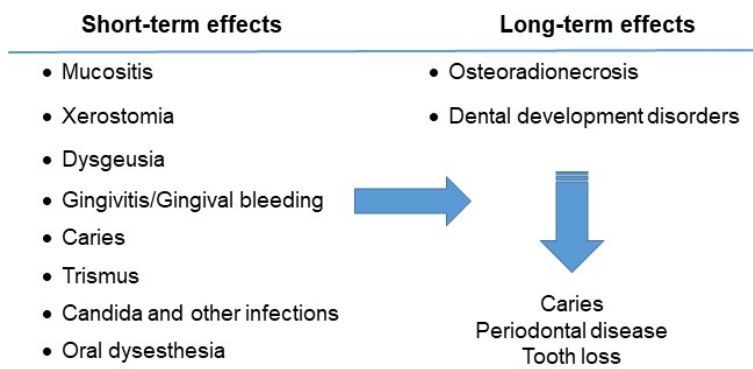 Short-term effects
• Mucositis
• Xerostomia
• Dysgeusia
• Gingivitis/Gingival bleeding
• Caries
• Trismus
• Candida and other infections
• Oral dysesthesia
Long-term effects
• Osteoradionecrosis
• Dental development disorders
Caries
Periodontal disease
Tooth loss